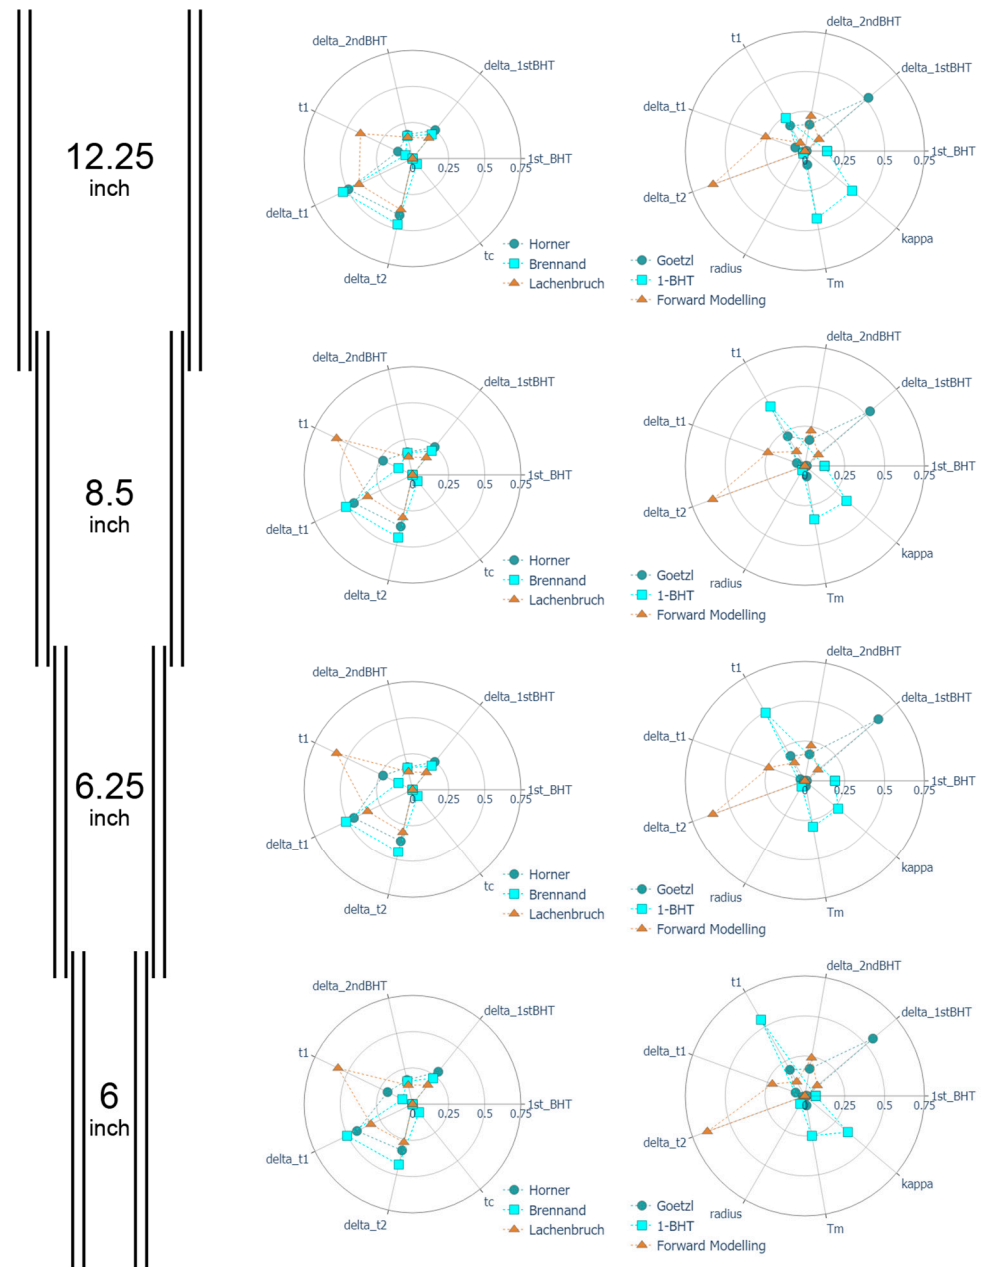 12.25
inch
delta_2ndBHT
delta_1stBHT
t1
1st_BHT
0
0.25
0.5
0.75
delta_t1
delta_t2
tc
Horner
Brennand
Lachenbruch
delta_2ndBHT
t1
delta_1stBHT
delta_t1
1st_BHT
0
0.25
0.5
0.75
delta_t2
kappa
radius
Tm
Goetzl
1-BHT
Forward Modelling
8.5
inch
delta_2ndBHT
delta_1stBHT
t1
1st_BHT
0
0.25
0.5
0.75
delta_t1
delta_t2
tc
Horner
Brennand
Lachenbruch
delta_2ndBHT
t1
delta_1stBHT
delta_t1
1st_BHT
0
0.25
0.5
0.75
delta_t2
kappa
radius
Tm
Goetzl
1-BHT
Forward Modelling
6.25
inch
delta_2ndBHT
delta_1stBHT
t1
1st_BHT
0
0.25
0.5
0.75
delta_t1
delta_t2
tc
Horner
Brennand
Lachenbruch
delta_2ndBHT
t1
delta_1stBHT
delta_t1
1st_BHT
0
0.25
0.5
0.75
delta_t2
kappa
radius
Tm
Goetzl
1-BHT
Forward Modelling
6
inch
delta_2ndBHT
delta_1stBHT
t1
1st_BHT
0
0.25
0.5
0.75
delta_t1
delta_t2
tc
Horner
Brennand
Lachenbruch
delta_2ndBHT
t1
delta_1stBHT
delta_t1
1st_BHT
0
0.25
0.5
0.75
delta_t2
kappa
radius
Tm
Goetzl
1-BHT
Forward Modelling